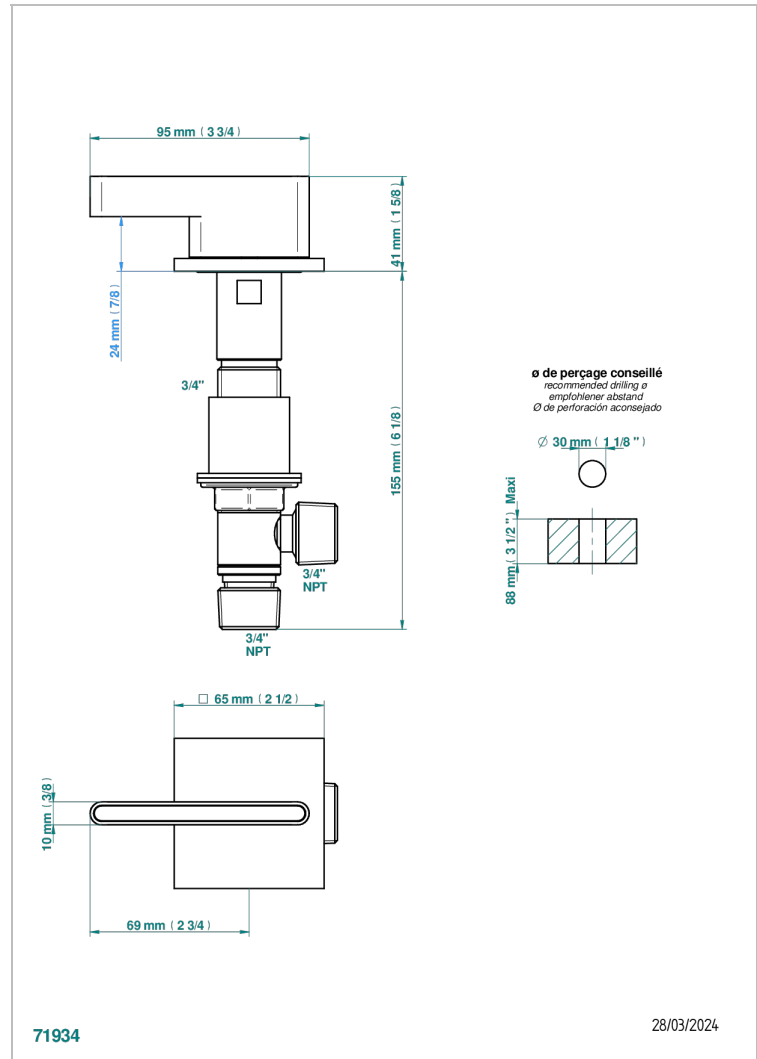 95 mm ( 3 3/4 )
41 mm ( 1 5/8 )
24 mm ( 7/8 )
3/4"
155 mm ( 6 1/8 )
3/4"
NPT
3/4"
NPT
ø de perçage conseillé
recommended drilling ø
empfohlener abstand
Ø de perforación aconsejado
∅ 30 mm ( 1 1/8 " )
88 mm ( 3 1/2 " ) Maxi
□ 65 mm ( 2 1/2 )
10 mm ( 3/8 )
69 mm ( 2 3/4 )
71934
28/03/2024